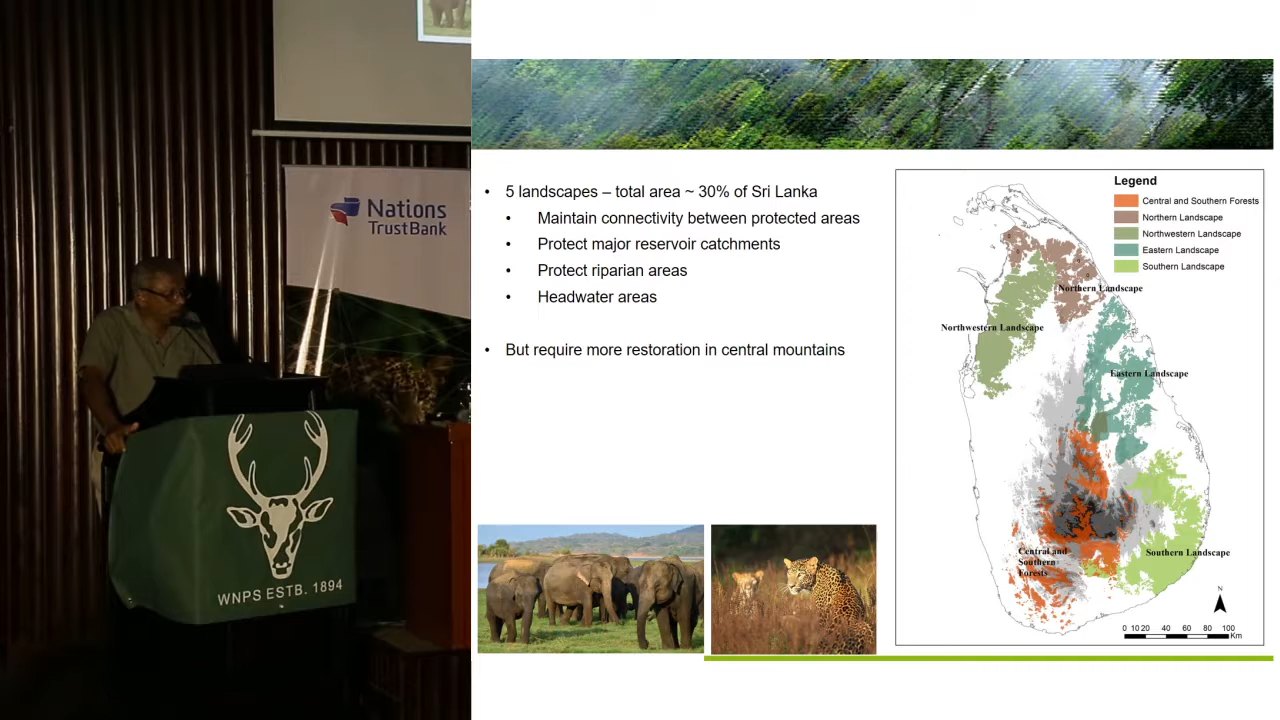 Nations
TrustBank
WNPS ESTB. 1894
• 5 landscapes – total area ~ 30% of Sri Lanka
• Maintain connectivity between protected areas
• Protect major reservoir catchments
• Protect riparian areas
• Headwater areas
• But require more restoration in central mountains
Legend
Central and Southern Forests
Northern Landscape
Northwestern Landscape
Eastern Landscape
Southern Landscape
Northern Landscape
Northwestern Landscape
Eastern Landscape
Central and
Southern
Forests
Southern Landscape
N
0 10 20 40 60 80 100
Km